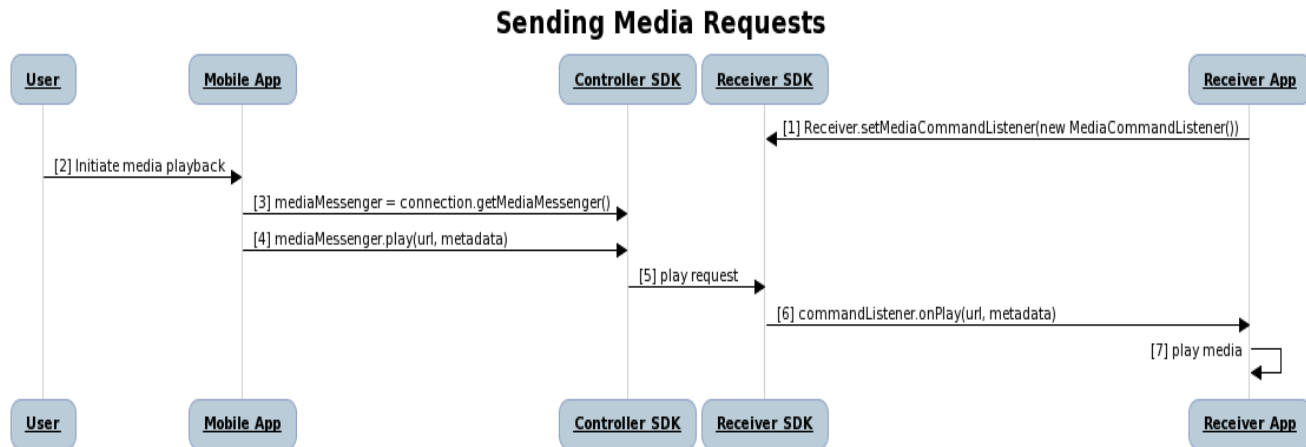 Sending Media Requests
User Mobile App Controller SDK Receiver SDK Receiver App
[1] Receiver.setMediaCommandListener(new MediaCommandListener())
[2] Initiate media playback
[3] mediaMessenger = connection.getMediaMessenger()
[4] mediaMessenger.play(url, metadata)
[5] play request
[6] commandListener.onPlay(url, metadata)
[7] play media
User Mobile App Controller SDK Receiver SDK Receiver App